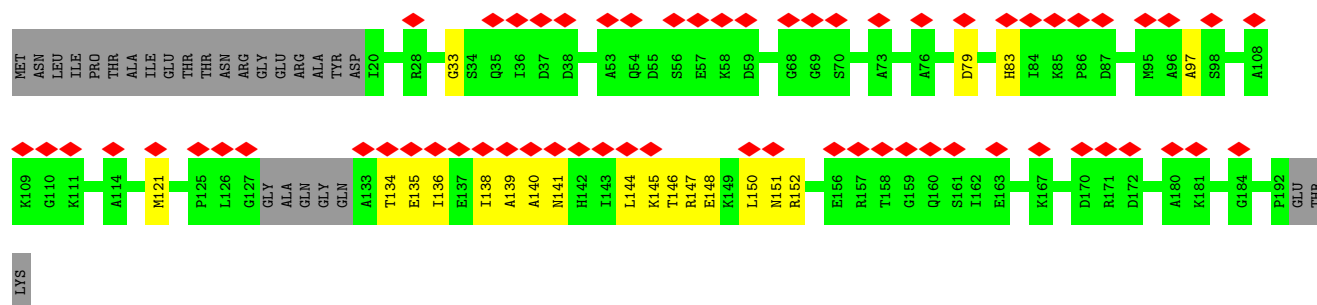 MET ASN LEU ILE PRO THR ALA ILE GLU THR THR ASN ARG GLY GLU ARG ALA TYR ASP I20 R28 G33 S34 Q35 I36 D37 D38 A53 Q54 D55 S56 E57 K58 D59 G68 G69 S70 A73 A76 D79 H83 I84 K85 P86 D87 M95 A96 A97 S98 A108
K109 G110 K111 A114 M121 P125 L126 G127 GLY ALA GLN GLY GLN A133 T134 E135 I136 E137 I138 A139 A140 N141 H142 I143 L144 K145 T146 R147 E148 K149 L150 N151 R152 E156 R157 T158 G159 Q160 S161 I162 E163 K167 D170 R171 D172 A180 K181 G184 P192 GLU THR
LYS